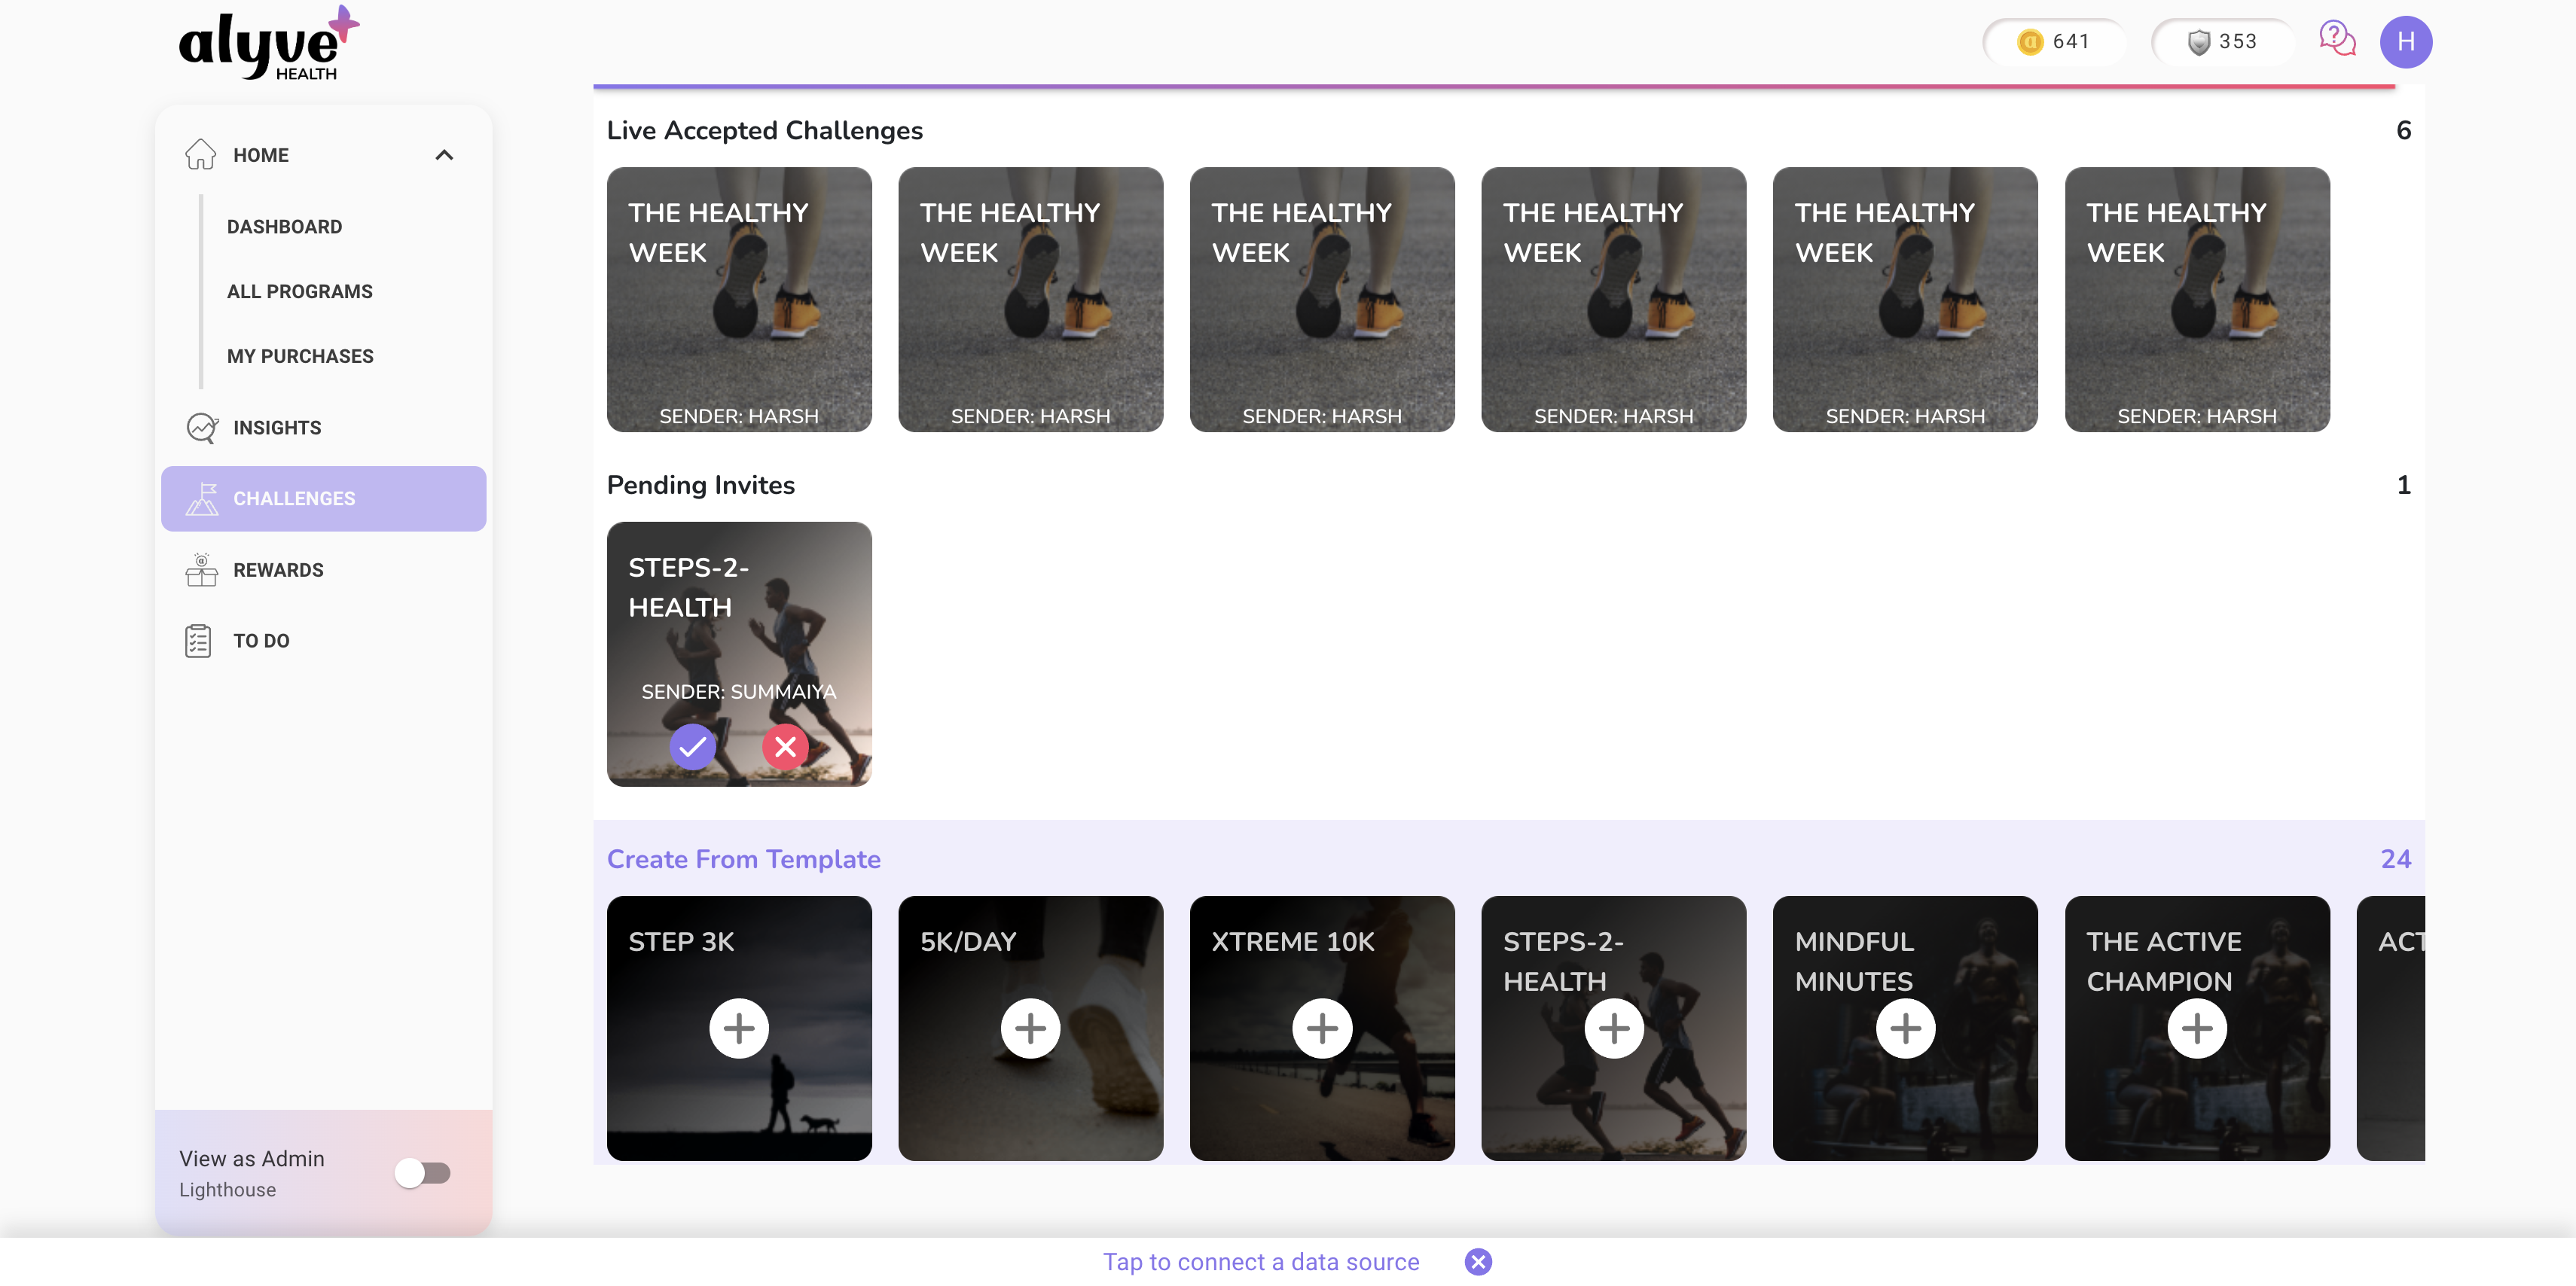 alyve
HEALTH
641
353
H
HOME
DASHBOARD
ALL PROGRAMS
MY PURCHASES
INSIGHTS
CHALLENGES
REWARDS
TO DO
View as Admin
Lighthouse
Live Accepted Challenges
6
THE HEALTHY
WEEK
SENDER: HARSH
THE HEALTHY
WEEK
SENDER: HARSH
THE HEALTHY
WEEK
SENDER: HARSH
THE HEALTHY
WEEK
SENDER: HARSH
THE HEALTHY
WEEK
SENDER: HARSH
THE HEALTHY
WEEK
SENDER: HARSH
Pending Invites
1
STEPS-2-
HEALTH
SENDER: SUMMAIYA
Create From Template
24
STEP 3K
5K/DAY
XTREME 10K
STEPS-2-
HEALTH
MINDFUL
MINUTES
THE ACTIVE
CHAMPION
ACT
Tap to connect a data source